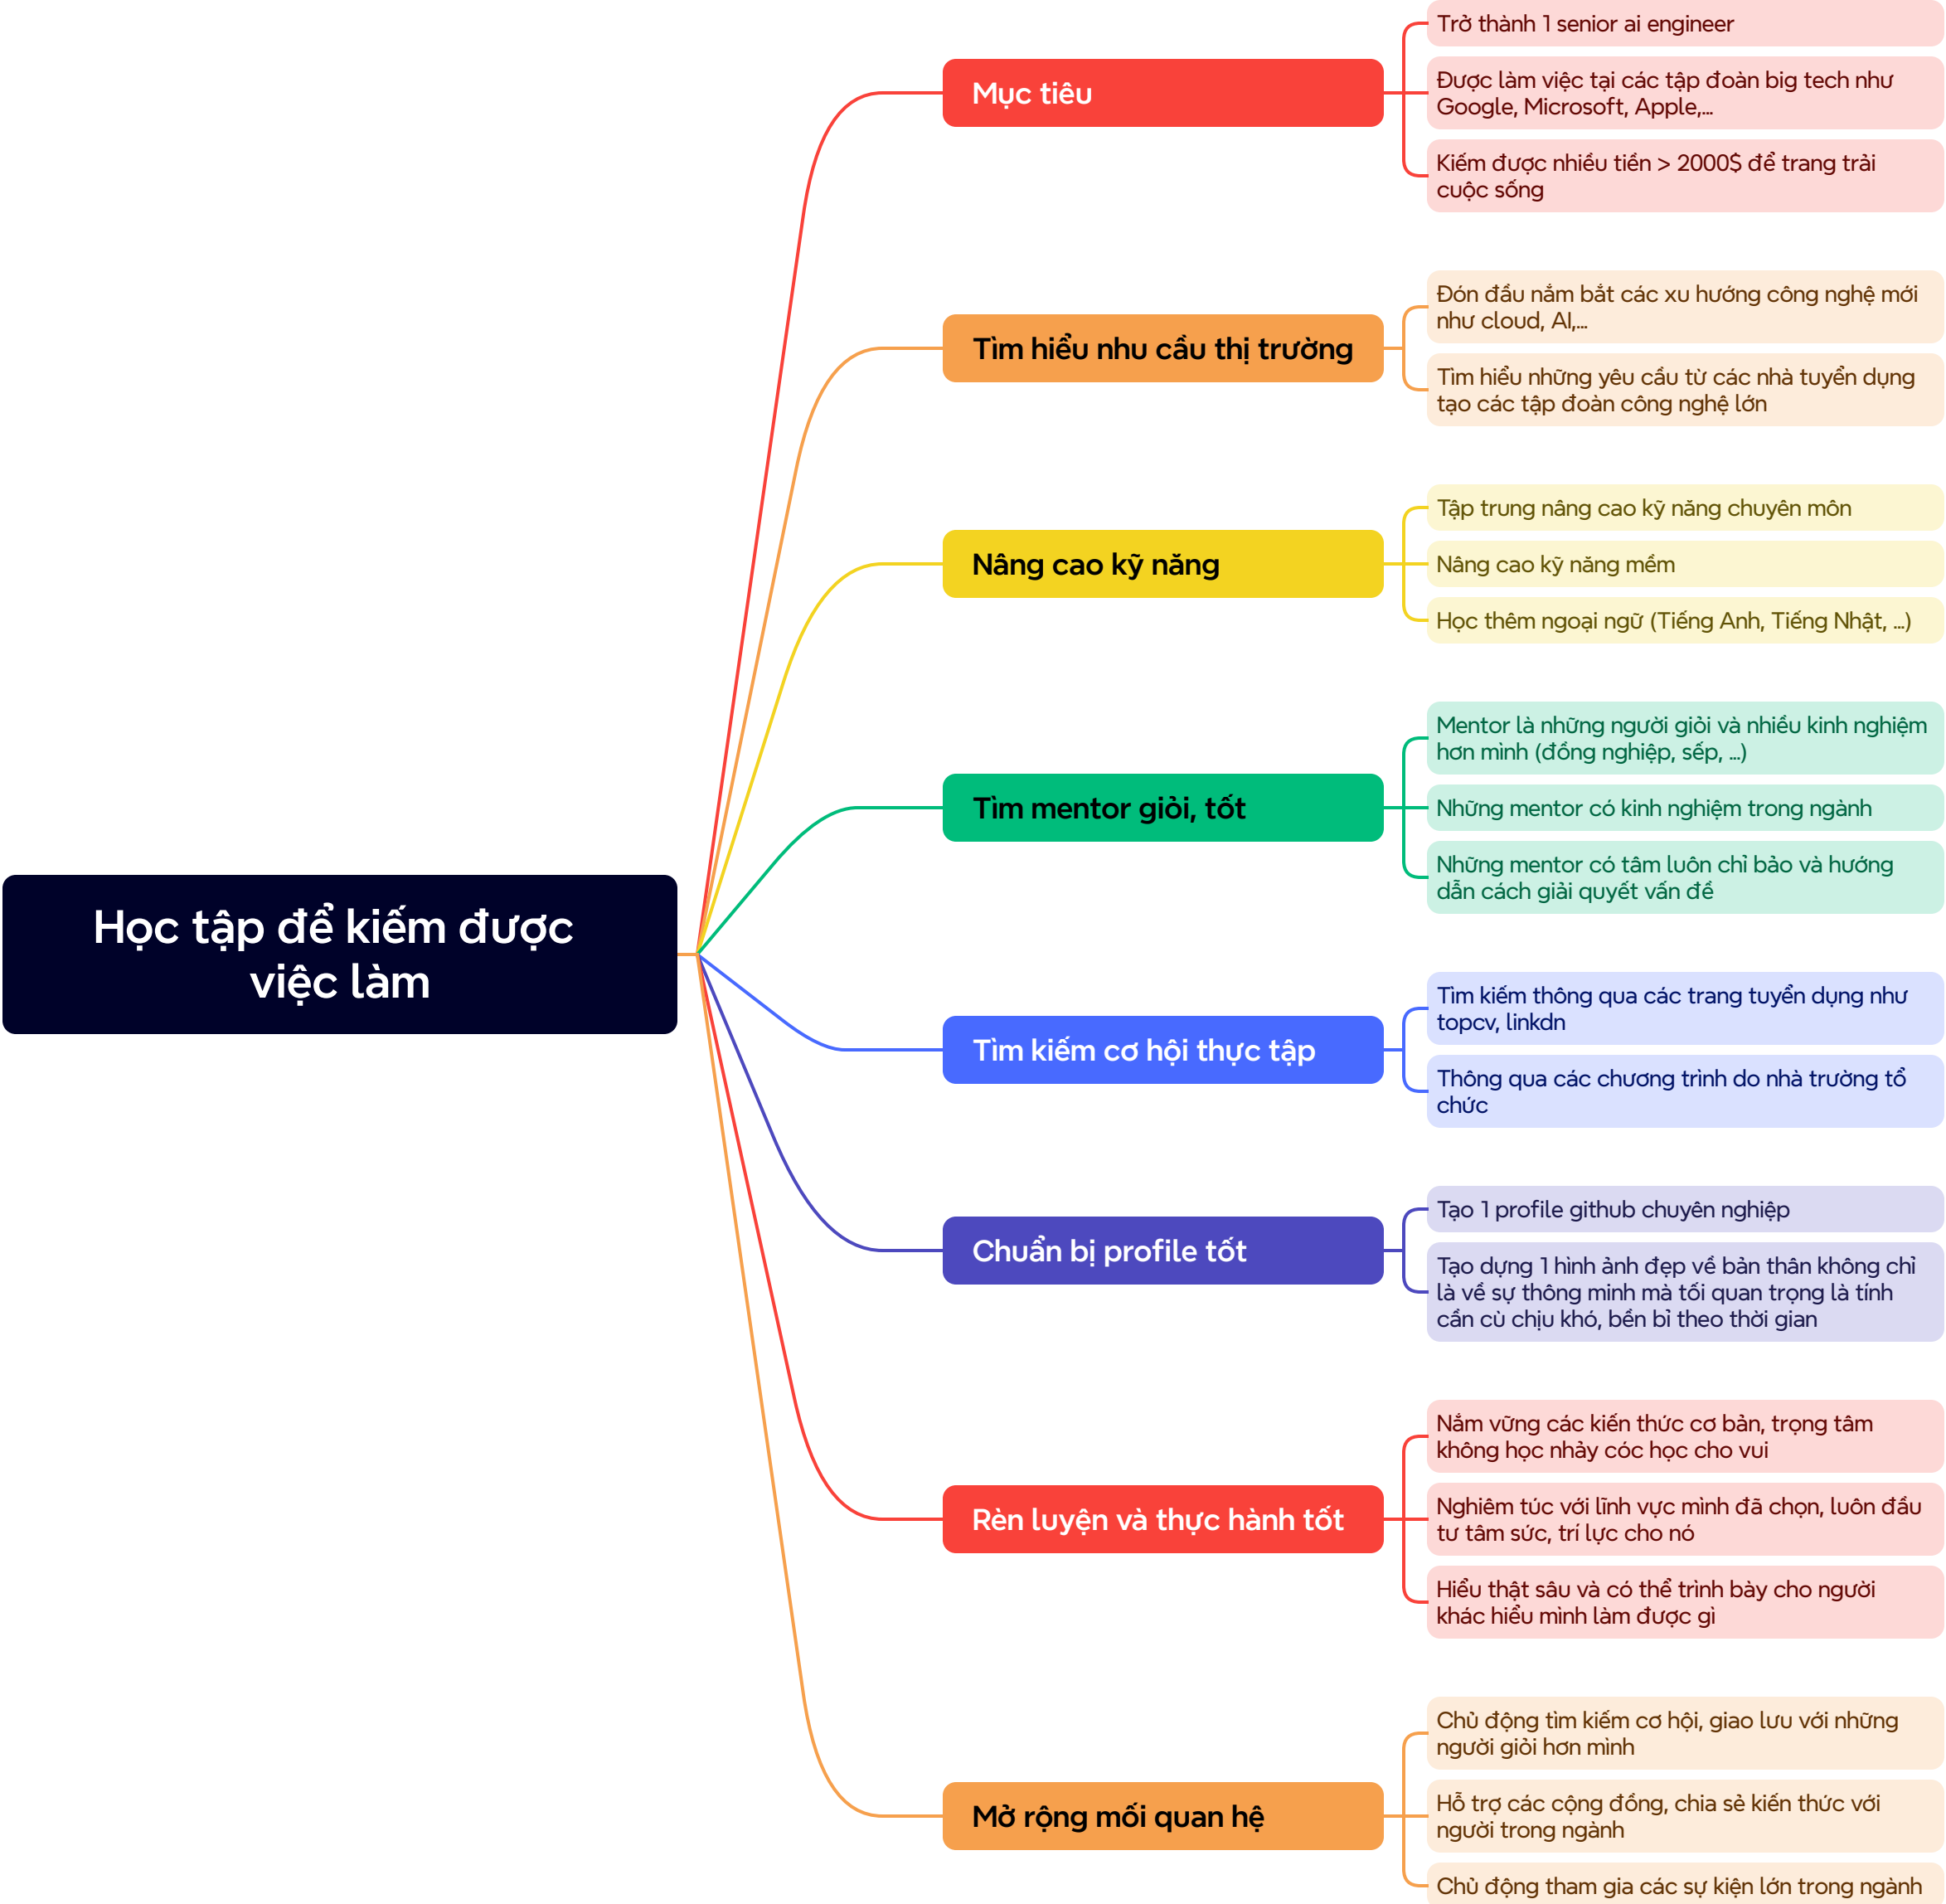 Học tập để kiếm được
việc làm
Mục tiêu
Trở thành 1 senior ai engineer
Được làm việc tại các tập đoàn big tech như
Google, Microsoft, Apple,...
Kiếm được nhiều tiền > 2000$ để trang trải
cuộc sống
Tìm hiểu nhu cầu thị trường
Đón đầu nắm bắt các xu hướng công nghệ mới
như cloud, AI,...
Tìm hiểu những yêu cầu từ các nhà tuyển dụng
tạo các tập đoàn công nghệ lớn
Nâng cao kỹ năng
Tập trung nâng cao kỹ năng chuyên môn
Nâng cao kỹ năng mềm
Học thêm ngoại ngữ (Tiếng Anh, Tiếng Nhật, ...)
Tìm mentor giỏi, tốt
Mentor là những người giỏi và nhiều kinh nghiệm
hơn mình (đồng nghiệp, sếp, ...)
Những mentor có kinh nghiệm trong ngành
Những mentor có tâm luôn chỉ bảo và hướng
dẫn cách giải quyết vấn đề
Tìm kiếm cơ hội thực tập
Tìm kiếm thông qua các trang tuyển dụng như
topcv, linkdn
Thông qua các chương trình do nhà trường tổ
chức
Chuẩn bị profile tốt
Tạo 1 profile github chuyên nghiệp
Tạo dựng 1 hình ảnh đẹp về bản thân không chỉ
là về sự thông minh mà tối quan trọng là tính
cần cù chịu khó, bền bỉ theo thời gian
Rèn luyện và thực hành tốt
Nắm vững các kiến thức cơ bản, trọng tâm
không học nhảy cóc học cho vui
Nghiêm túc với lĩnh vực mình đã chọn, luôn đầu
tư tâm sức, trí lực cho nó
Hiểu thật sâu và có thể trình bày cho người
khác hiểu mình làm được gì
Mở rộng mối quan hệ
Chủ động tìm kiếm cơ hội, giao lưu với những
người giỏi hơn mình
Hỗ trợ các cộng đồng, chia sẻ kiến thức với
người trong ngành
Chủ động tham gia các sự kiện lớn trong ngành